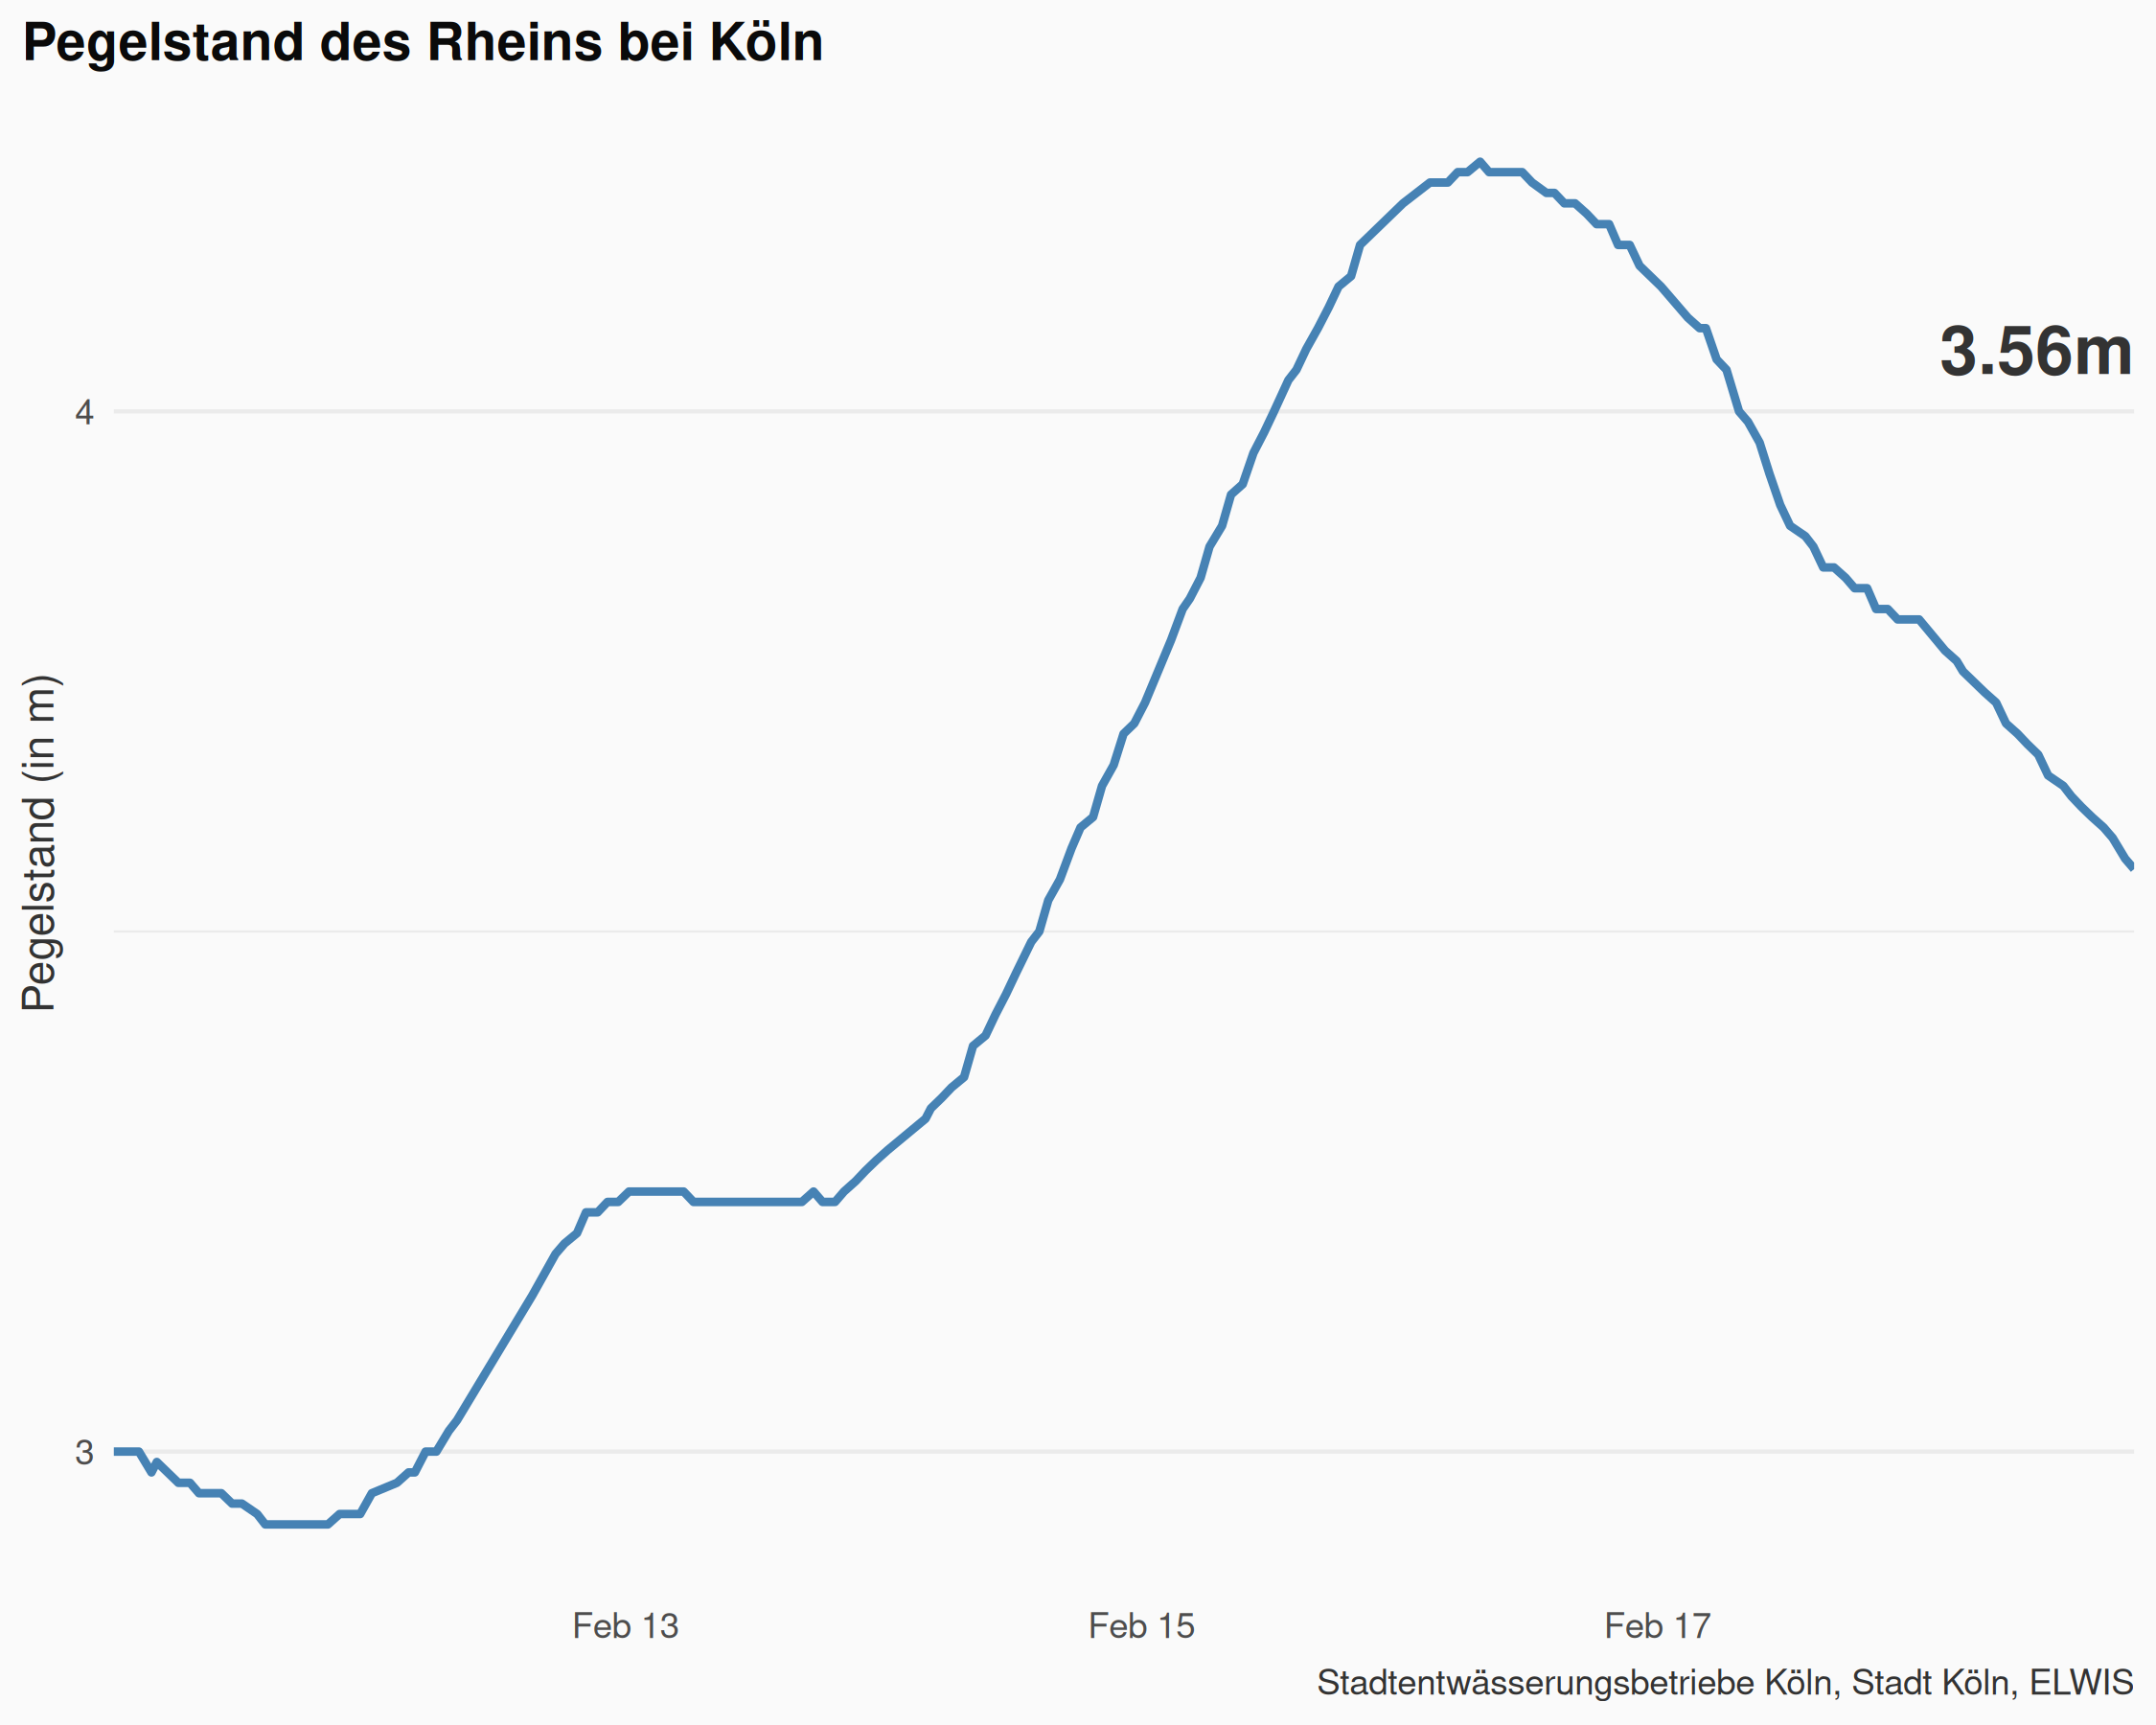 Pegelstand des Rheins bei Köln
3.56m
4
Pegelstand (in m)
3
Feb 13
Feb 15
Feb 17
Stadtentwässerungsbetriebe Köln, Stadt Köln, ELWIS